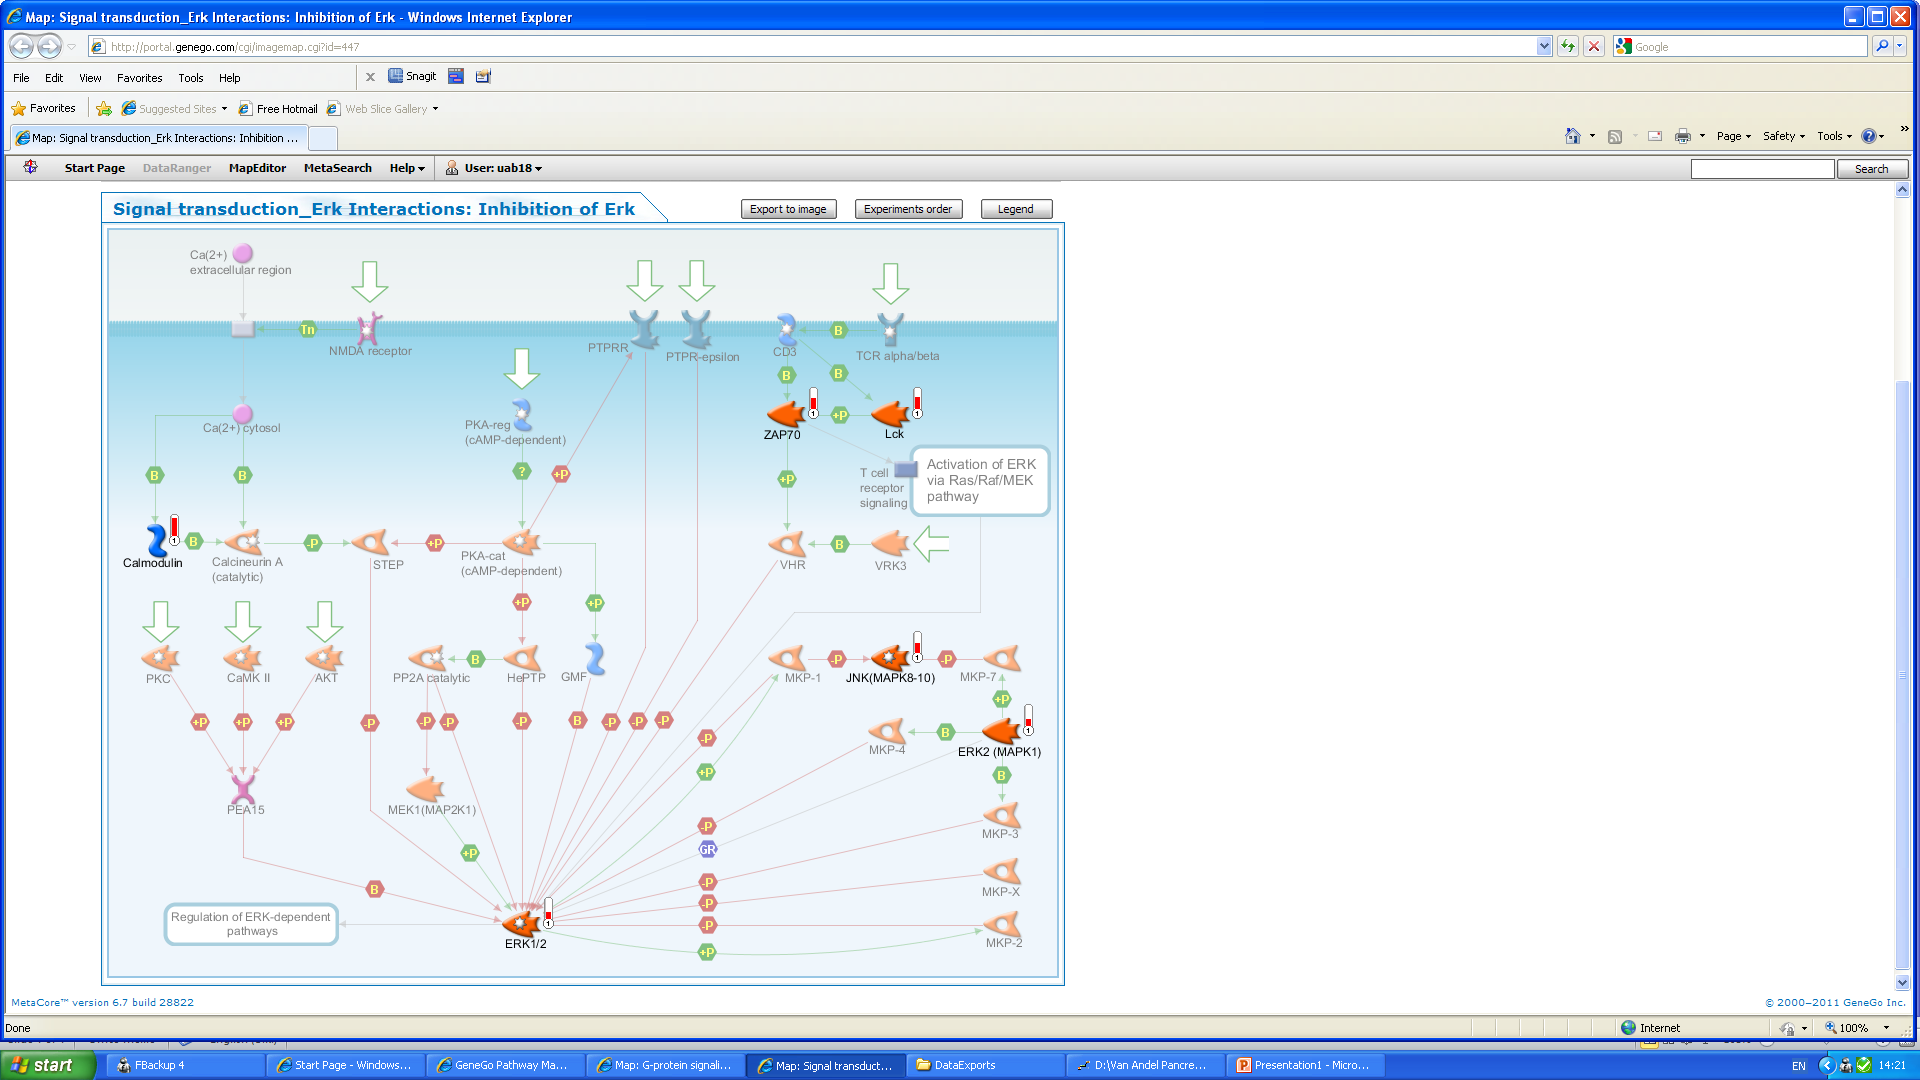 Map: Signal transduction_Erk Interactions: Inhibition of Erk - Windows Internet Explorer
http://portal.genego.com/cgi/imagemap.cgi?id=447
Google
File Edit View Favorites Tools Help
X Snagit
Favorites Suggested Sites Free Hotmail Web Slice Gallery
Map: Signal transduction_Erk Interactions: Inhibition ...
Page Safety Tools
Start Page DataRanger MapEditor MetaSearch Help User: uab18 Search
Signal transduction_Erk Interactions: Inhibition of Erk
Export to image Experiments order Legend
Ca(2+)
extracellular region
Tn
NMDA receptor
PTPRR
PTPR-epsilon
CD3
B
TCR alpha/beta
B
B
ZAP70
1
+P
Lck
1
Ca(2+) cytosol
PKA-reg
(cAMP-dependent)
B
B
?
+P
+P
T cell
receptor
signaling
Activation of ERK
via Ras/Raf/MEK
pathway
Calmodulin
1
B
Calcineurin A
(catalytic)
-P
STEP
+P
PKA-cat
(cAMP-dependent)
VHR
B
VRK3
+P
+P
PKC
CaMK II
AKT
PP2A catalytic
B
HePTP
GMF
MKP-1
-P
JNK(MAPK8-10)
1
-P
MKP-7
+P
+P
+P
+P
-P
-P
-P
-P
B
-P
-P
-P
-P
MKP-4
B
ERK2 (MAPK1)
1
+P
B
PEA15
MEK1(MAP2K1)
-P
MKP-3
GR
+P
B
-P
MKP-X
-P
-P
MKP-2
+P
Regulation of ERK-dependent
pathways
ERK1/2
1
MetaCore™ version 6.7 build 28822
© 2000-2011 GeneGo Inc.
Done Internet 100%
start FBackup 4 Start Page - Windows... GeneGo Pathway Ma... Map: G-protein signali... Map: Signal transduct... DataExports D:\Van Andel Pancre... Presentation1 - Micro... EN 14:21